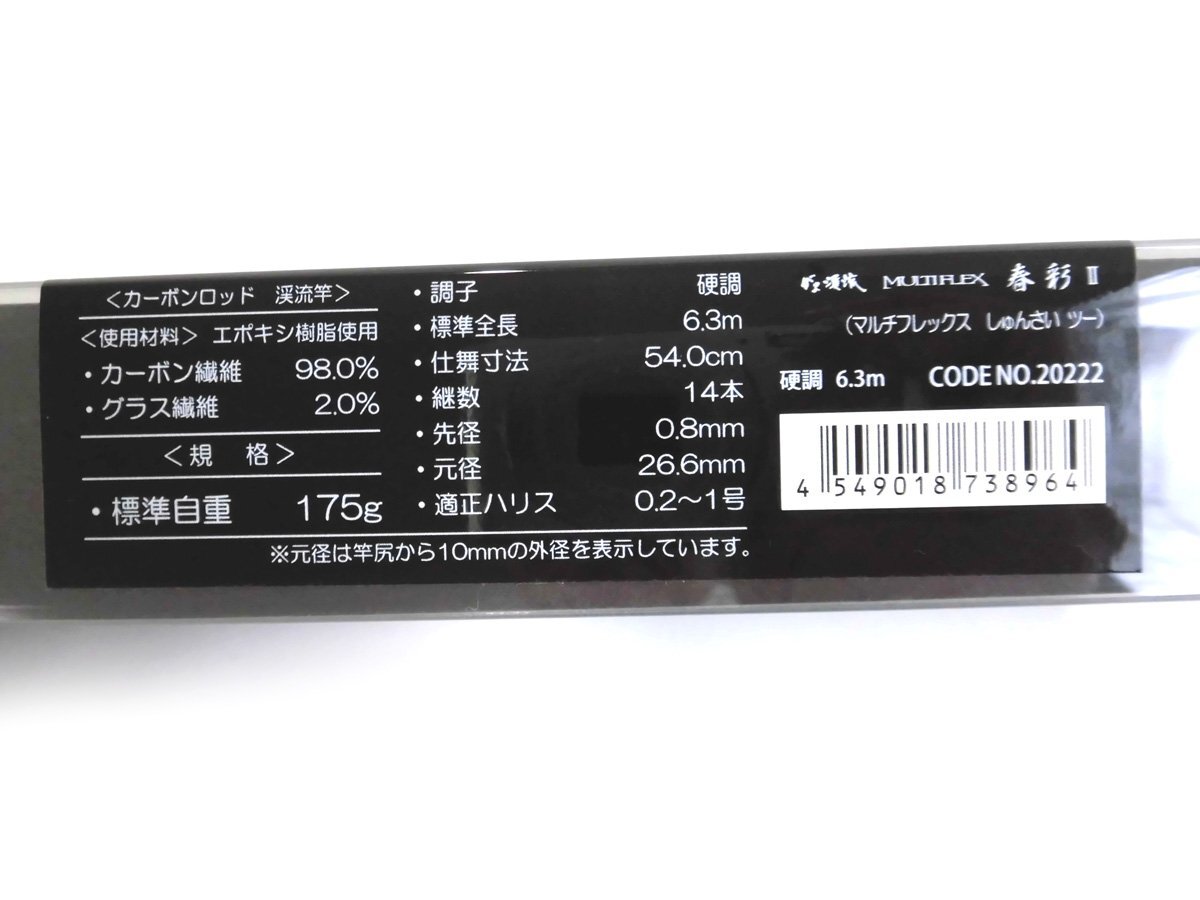 ＜カーボンロッド　渓流竿＞
＜使用材料＞ エポキシ樹脂使用
・カーボン繊維　98.0%
・グラス繊維　2.0%
＜規　格＞
・標準自重　175g
・調子　硬調
・標準全長　6.3m
・仕舞寸法　54.0cm
・継数　14本
・先径　0.8mm
・元径　26.6mm
・適正ハリス　0.2～1号
※元径は竿尻から10mmの外径を表示しています。
渓流 MULTIFLEX 春彩 II
（マルチフレックス しゅんさい ツー）
硬調 6.3m CODE NO.20222
4 549018 738964